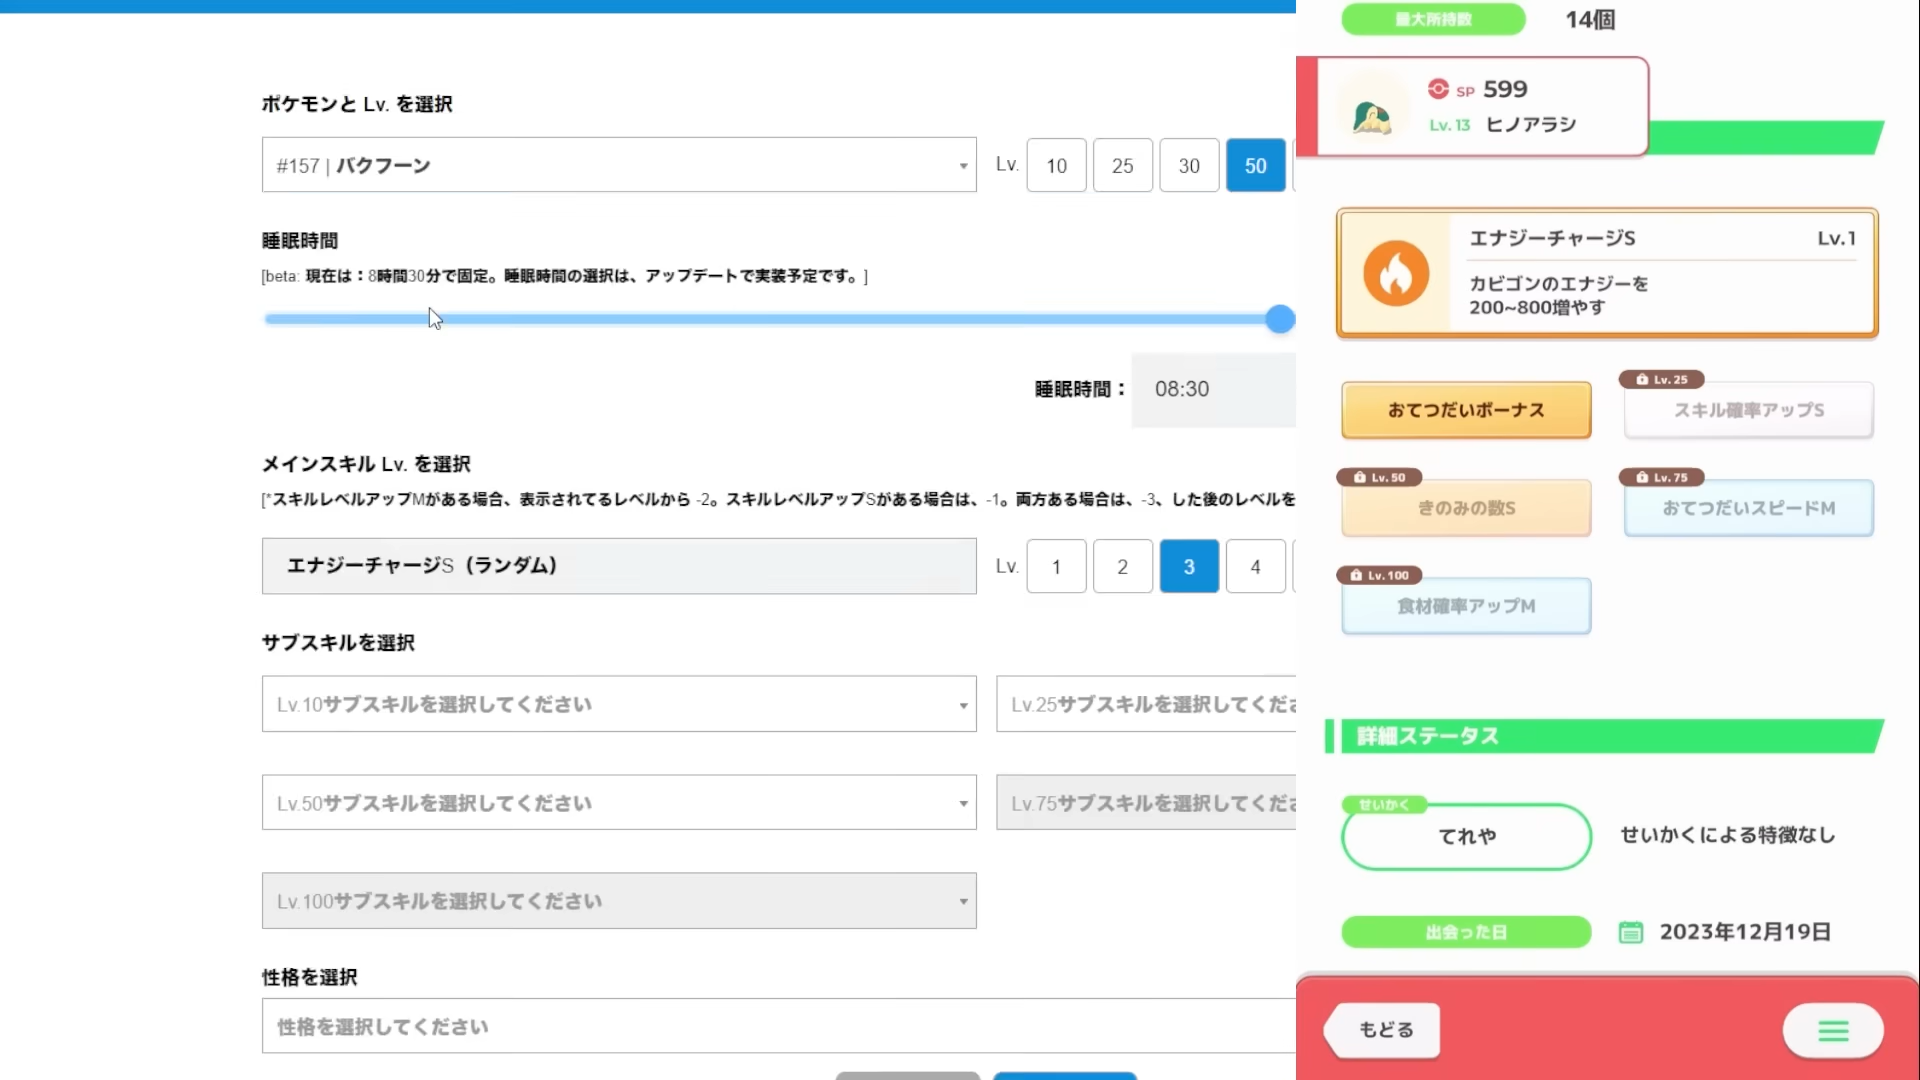 ポケモンと Lv. を選択
#157 | バクフーン
Lv. 10 25 30 50
睡眠時間
[beta: 現在は：8時間30分で固定。睡眠時間の選択は、アップデートで実装予定です。]
睡眠時間： 08:30
メインスキル Lv. を選択
[*スキルレベルアップMがある場合、表示されてるレベルから -2。スキルレベルアップSがある場合は、-1。両方ある場合は、-3、した後のレベルを
エナジーチャージS（ランダム）
Lv. 1 2 3 4
サブスキルを選択
Lv.10サブスキルを選択してください
Lv.25サブスキルを選択してくださ
Lv.50サブスキルを選択してください
Lv.75サブスキルを選択してくださ
Lv.100サブスキルを選択してください
性格を選択
性格を選択してください
最大所持数 14個
SP 599
Lv.13 ヒノアラシ
エナジーチャージS Lv.1
カビゴンのエナジーを
200~800増やす
おてつだいボーナス
Lv.25
スキル確率アップS
Lv.50
きのみの数S
Lv.75
おてつだいスピードM
Lv.100
食材確率アップM
詳細ステータス
せいかく
てれや せいかくによる特徴なし
出会った日 2023年12月19日
もどる